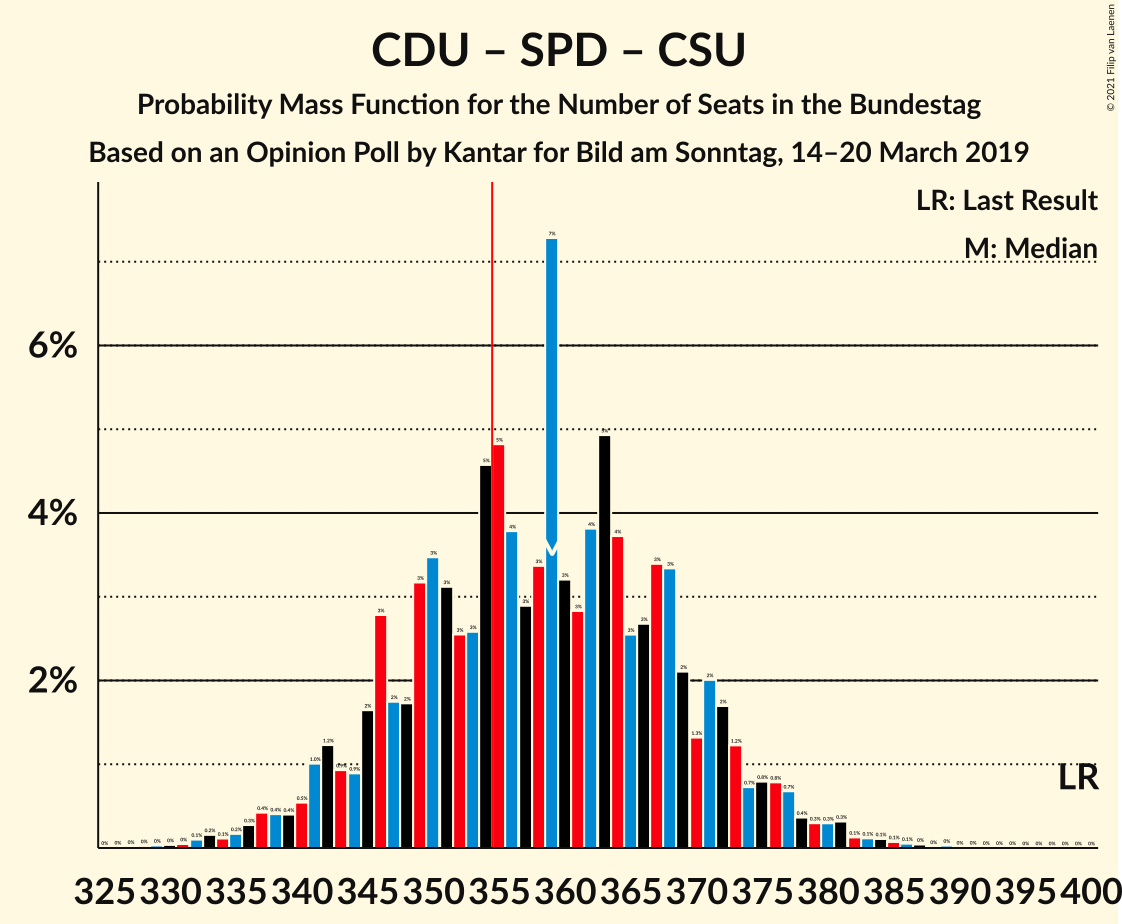 CDU – SPD – CSU
Probability Mass Function for the Number of Seats in the Bundestag
Based on an Opinion Poll by Kantar for Bild am Sonntag, 14–20 March 2019
© 2021 Filip van Laenen
LR: Last Result
M: Median
6%
4%
2%
7%
M
LR
325 330 335 340 345 350 355 360 365 370 375 380 385 390 395 400